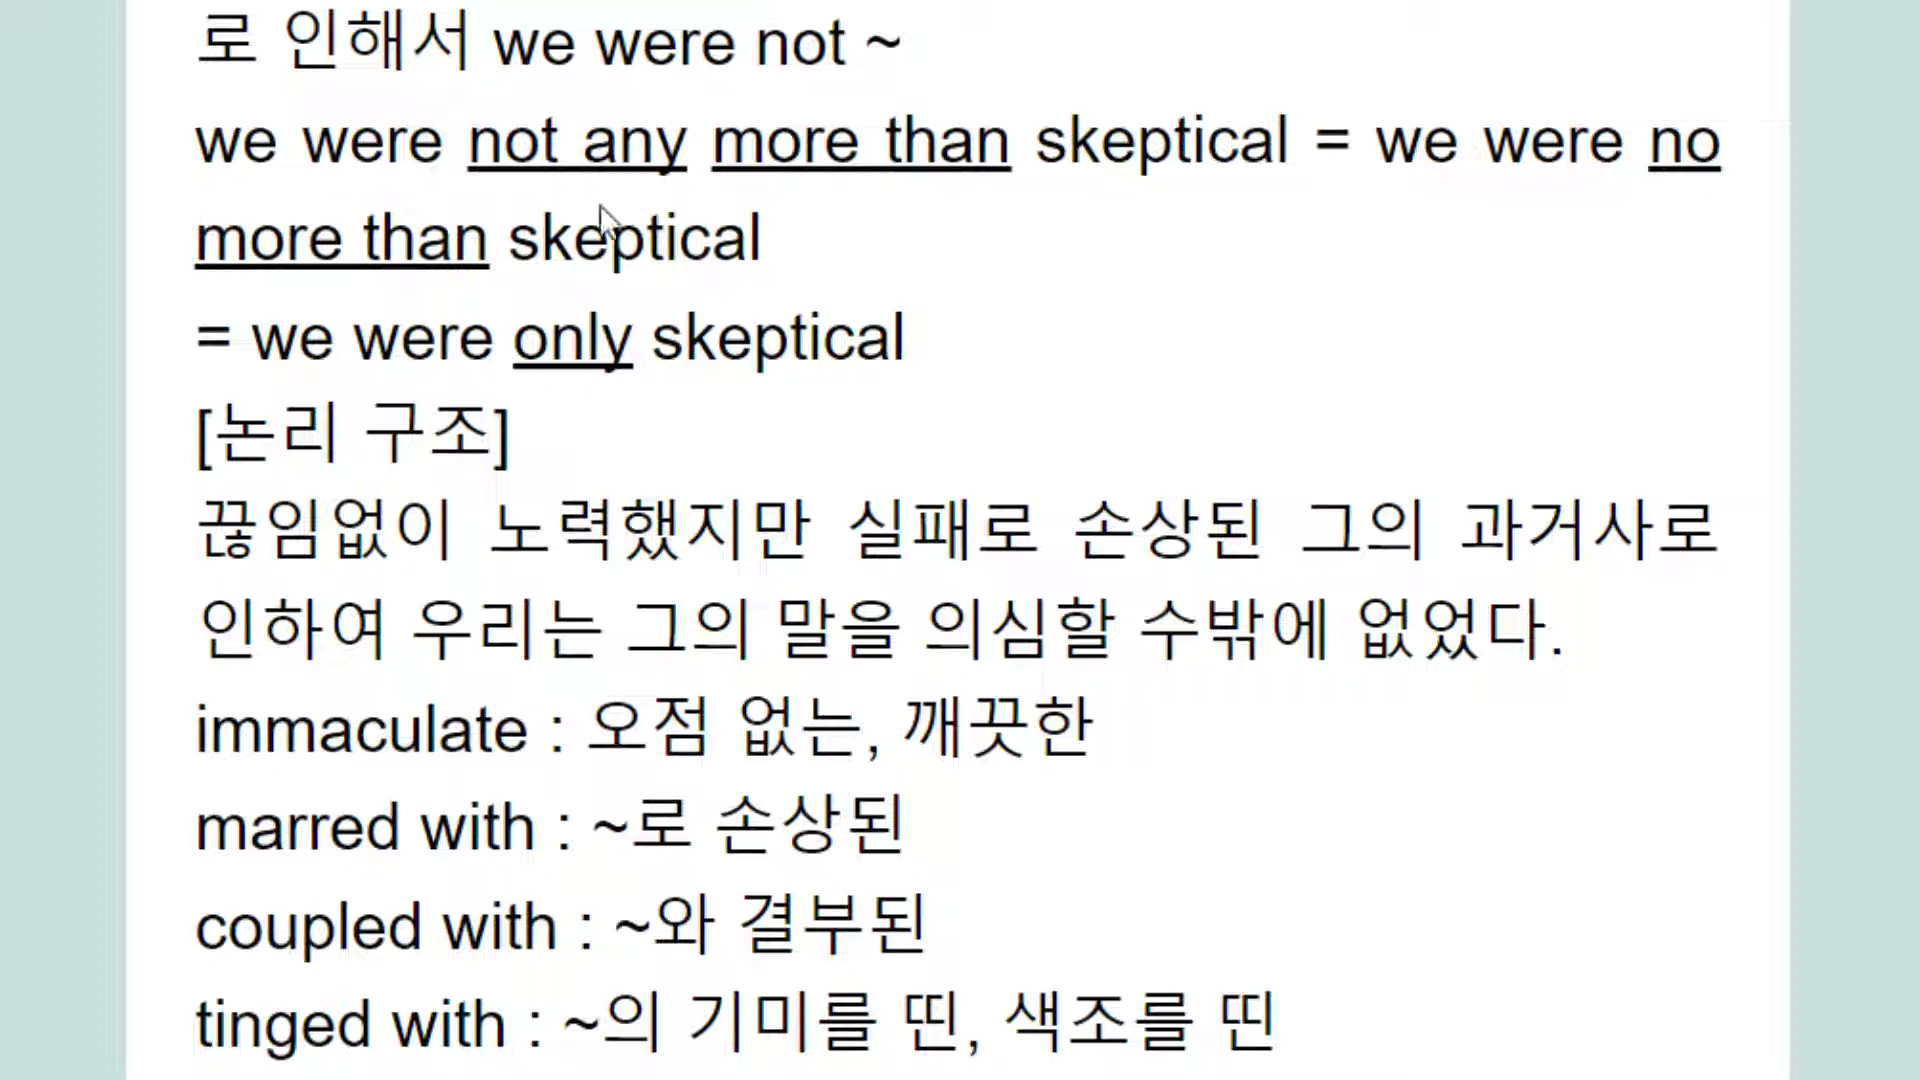 로 인해서 we were not ~
we were not any more than skeptical = we were no
more than skeptical
= we were only skeptical
[논리 구조]
끊임없이 노력했지만 실패로 손상된 그의 과거사로
인하여 우리는 그의 말을 의심할 수밖에 없었다.
immaculate : 오점 없는, 깨끗한
marred with : ~로 손상된
coupled with : ~와 결부된
tinged with : ~의 기미를 띤, 색조를 띤